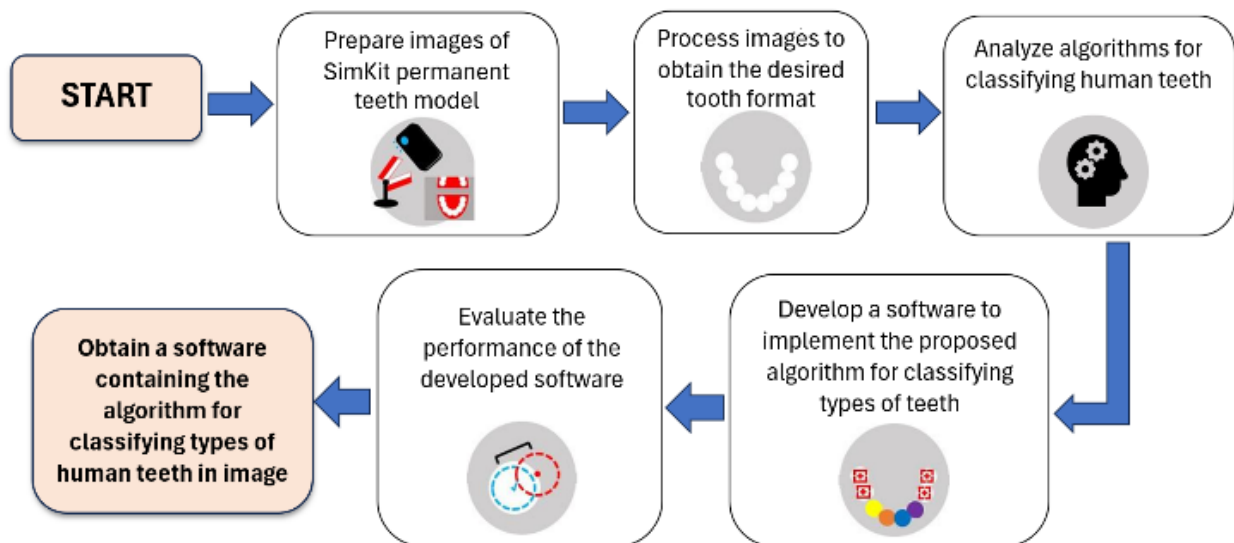 START
Prepare images of
SimKit permanent
teeth model
Process images to
obtain the desired
tooth format
Analyze algorithms for
classifying human teeth
Develop a software to
implement the proposed
algorithm for classifying
types of teeth
Evaluate the
performance of the
developed software
Obtain a software
containing the
algorithm for
classifying types of
human teeth in image